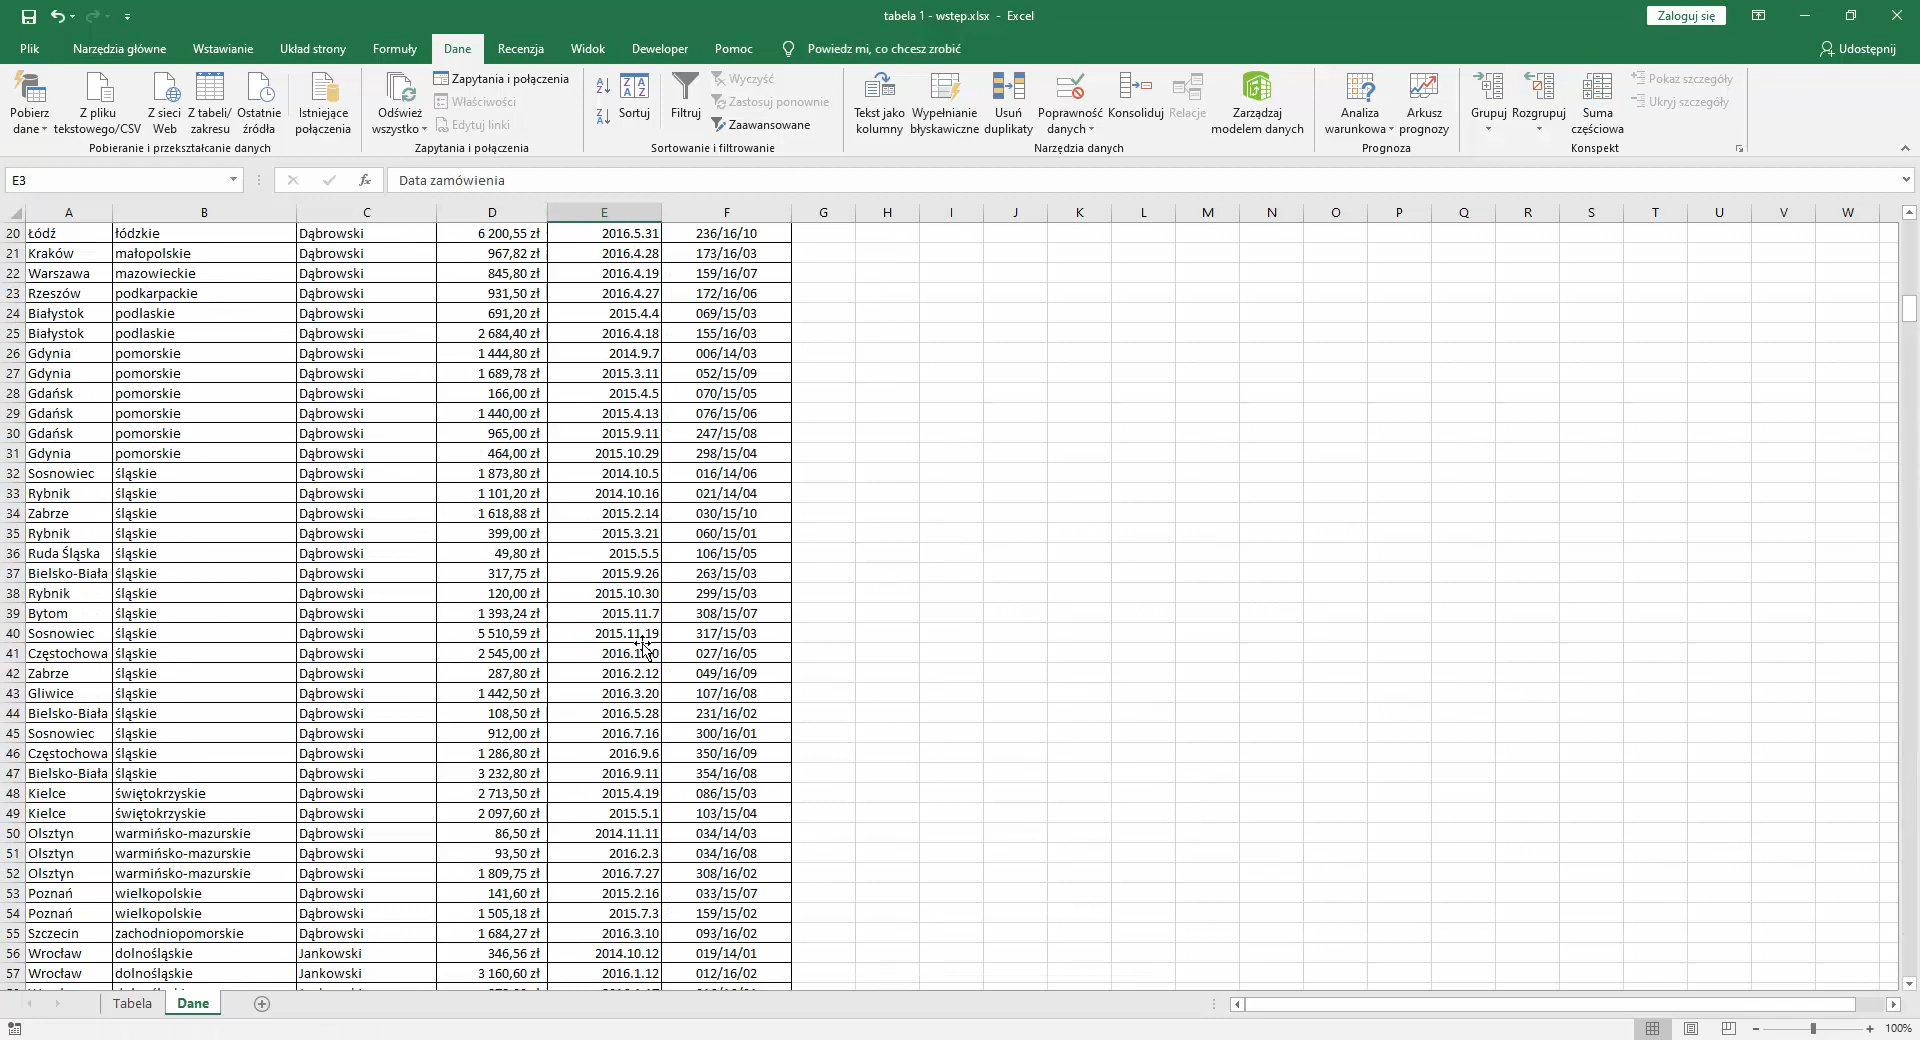 tabela 1 - wstęp.xlsx - Excel
Zaloguj się
Plik Narzędzia główne Wstawianie Układ strony Formuły Dane Recenzja Widok Deweloper Pomoc Powiedz mi, co chcesz zrobić Udostępnij
Pobierz dane
Z pliku tekstowego/CSV
Z sieci Web
Z tabeli/ zakresu
Ostatnie źródła
Istniejące połączenia
Pobieranie i przekształcanie danych
Odśwież wszystko
Zapytania i połączenia
Właściwości
Edytuj linki
Zapytania i połączenia
Sortuj
Filtruj
Wyczyść
Zastosuj ponownie
Zaawansowane
Sortowanie i filtrowanie
Tekst jako kolumny
Wypełnianie błyskawiczne
Usuń duplikaty
Poprawność danych
Konsoliduj
Relacje
Zarządzaj modelem danych
Narzędzia danych
Analiza warunkowa
Arkusz prognozy
Prognoza
Grupuj
Rozgrupuj
Suma częściowa
Pokaż szczegóły
Ukryj szczegóły
Konspekt
E3 fx Data zamówienia
A B C D E F G H I J K L M N O P Q R S T U V W
20 Łódź łódzkie Dąbrowski 6 200,55 zł 2016.5.31 236/16/10
21 Kraków małopolskie Dąbrowski 967,82 zł 2016.4.28 173/16/03
22 Warszawa mazowieckie Dąbrowski 845,80 zł 2016.4.19 159/16/07
23 Rzeszów podkarpackie Dąbrowski 931,50 zł 2016.4.27 172/16/06
24 Białystok podlaskie Dąbrowski 691,20 zł 2015.4.4 069/15/03
25 Białystok podlaskie Dąbrowski 2 684,40 zł 2016.4.18 155/16/03
26 Gdynia pomorskie Dąbrowski 1 444,80 zł 2014.9.7 006/14/03
27 Gdynia pomorskie Dąbrowski 1 689,78 zł 2015.3.11 052/15/09
28 Gdańsk pomorskie Dąbrowski 166,00 zł 2015.4.5 070/15/05
29 Gdańsk pomorskie Dąbrowski 1 440,00 zł 2015.4.13 076/15/06
30 Gdańsk pomorskie Dąbrowski 965,00 zł 2015.9.11 247/15/08
31 Gdynia pomorskie Dąbrowski 464,00 zł 2015.10.29 298/15/04
32 Sosnowiec śląskie Dąbrowski 1 873,80 zł 2014.10.5 016/14/06
33 Rybnik śląskie Dąbrowski 1 101,20 zł 2014.10.16 021/14/04
34 Zabrze śląskie Dąbrowski 1 618,88 zł 2015.2.14 030/15/10
35 Rybnik śląskie Dąbrowski 399,00 zł 2015.3.21 060/15/01
36 Ruda Śląska śląskie Dąbrowski 49,80 zł 2015.5.5 106/15/05
37 Bielsko-Biała śląskie Dąbrowski 317,75 zł 2015.9.26 263/15/03
38 Rybnik śląskie Dąbrowski 120,00 zł 2015.10.30 299/15/03
39 Bytom śląskie Dąbrowski 1 393,24 zł 2015.11.7 308/15/07
40 Sosnowiec śląskie Dąbrowski 5 510,59 zł 2015.11.19 317/15/03
41 Częstochowa śląskie Dąbrowski 2 545,00 zł 027/16/05
42 Zabrze śląskie Dąbrowski 287,80 zł 2016.2.12 049/16/09
43 Gliwice śląskie Dąbrowski 1 442,50 zł 2016.3.20 107/16/08
44 Bielsko-Biała śląskie Dąbrowski 108,50 zł 2016.5.28 231/16/02
45 Sosnowiec śląskie Dąbrowski 912,00 zł 2016.7.16 300/16/01
46 Częstochowa śląskie Dąbrowski 1 286,80 zł 2016.9.6 350/16/09
47 Bielsko-Biała śląskie Dąbrowski 3 232,80 zł 2016.9.11 354/16/08
48 Kielce świętokrzyskie Dąbrowski 2 713,50 zł 2015.4.19 086/15/03
49 Kielce świętokrzyskie Dąbrowski 2 097,60 zł 2015.5.1 103/15/04
50 Olsztyn warmińsko-mazurskie Dąbrowski 86,50 zł 2014.11.11 034/14/03
51 Olsztyn warmińsko-mazurskie Dąbrowski 93,50 zł 2016.2.3 034/16/08
52 Olsztyn warmińsko-mazurskie Dąbrowski 1 809,75 zł 2016.7.27 308/16/02
53 Poznań wielkopolskie Dąbrowski 141,60 zł 2015.2.16 033/15/07
54 Poznań wielkopolskie Dąbrowski 1 505,18 zł 2015.7.3 159/15/02
55 Szczecin zachodniopomorskie Dąbrowski 1 684,27 zł 2016.3.10 093/16/02
56 Wrocław dolnośląskie Jankowski 346,56 zł 2014.10.12 019/14/01
57 Wrocław dolnośląskie Jankowski 3 160,60 zł 2016.1.12 012/16/02
Tabela Dane
100%